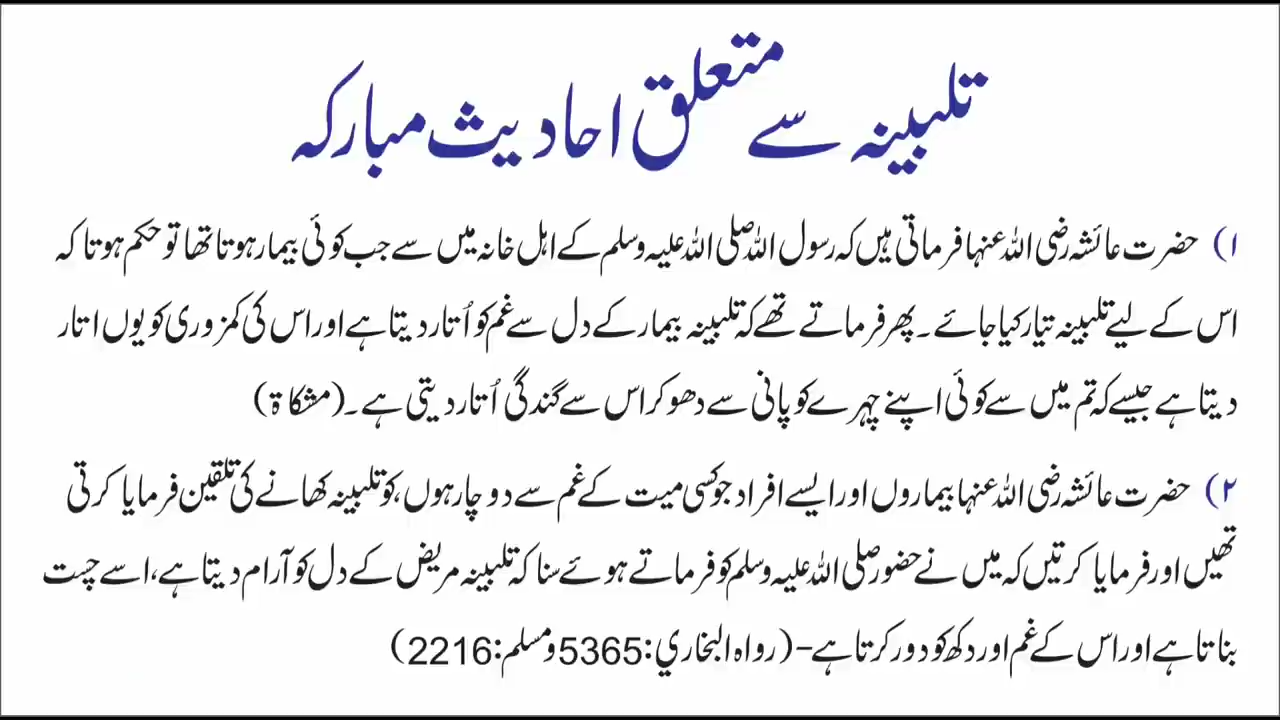 تلبینہ سے متعلق احادیث مبارکہ
۱) حضرت عائشہ رضی اللہ عنہا فرماتی ہیں کہ رسول اللہ صلی اللہ علیہ وسلم کے اہل خانہ میں سے جب کوئی بیمار ہوتا تھا تو حکم ہوتا کہ
اس کے لیے تلبینہ تیار کیا جائے۔ پھر فرماتے تھے کہ تلبینہ بیمار کے دل سے غم کو اُتار دیتا ہے اور اس کی کمزوری کو یوں اتار
دیتا ہے جیسے کہ تم میں سے کوئی اپنے چہرے کو پانی سے دھو کر اس سے گندگی اُتار دیتی ہے۔ (مشکاۃ)
۲) حضرت عائشہ رضی اللہ عنہا بیماروں اور ایسے افراد جو کسی میت کے غم سے دو چار ہوں، کو تلبینہ کھانے کی تلقین فرمایا کرتی
تھیں اور فرمایا کرتیں کہ میں نے حضور صلی اللہ علیہ وسلم کو فرماتے ہوئے سنا کہ تلبینہ مریض کے دل کو آرام دیتا ہے، اسے چست
بناتا ہے اور اس کے غم اور دکھ کو دور کرتا ہے- (رواہ البخاري: 5365 و مسلم: 2216)